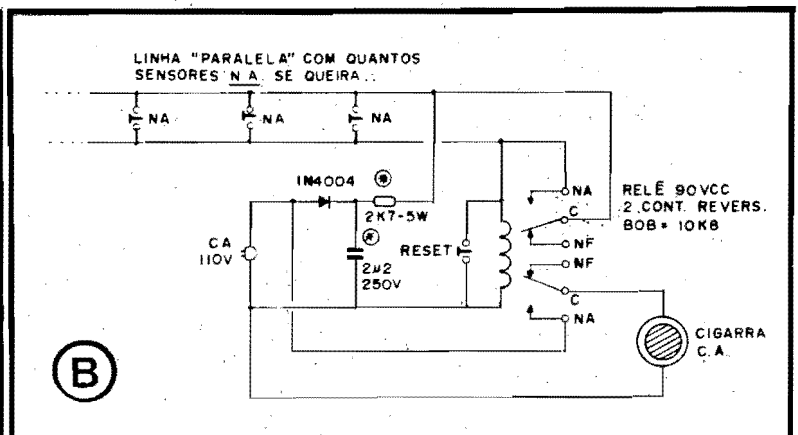 LINHA "PARALELA" COM QUANTOS
SENSORES N A. SE QUEIRA...
NA
NA
NA
1N4004
2K7-5W
CA
110V
2µ2
250V
RESET
NA
C
NF
NF
C
NA
RELÊ 90VCC
2 CONT. REVERS.
BOB = 10K8
CIGARRA
C.A.
B